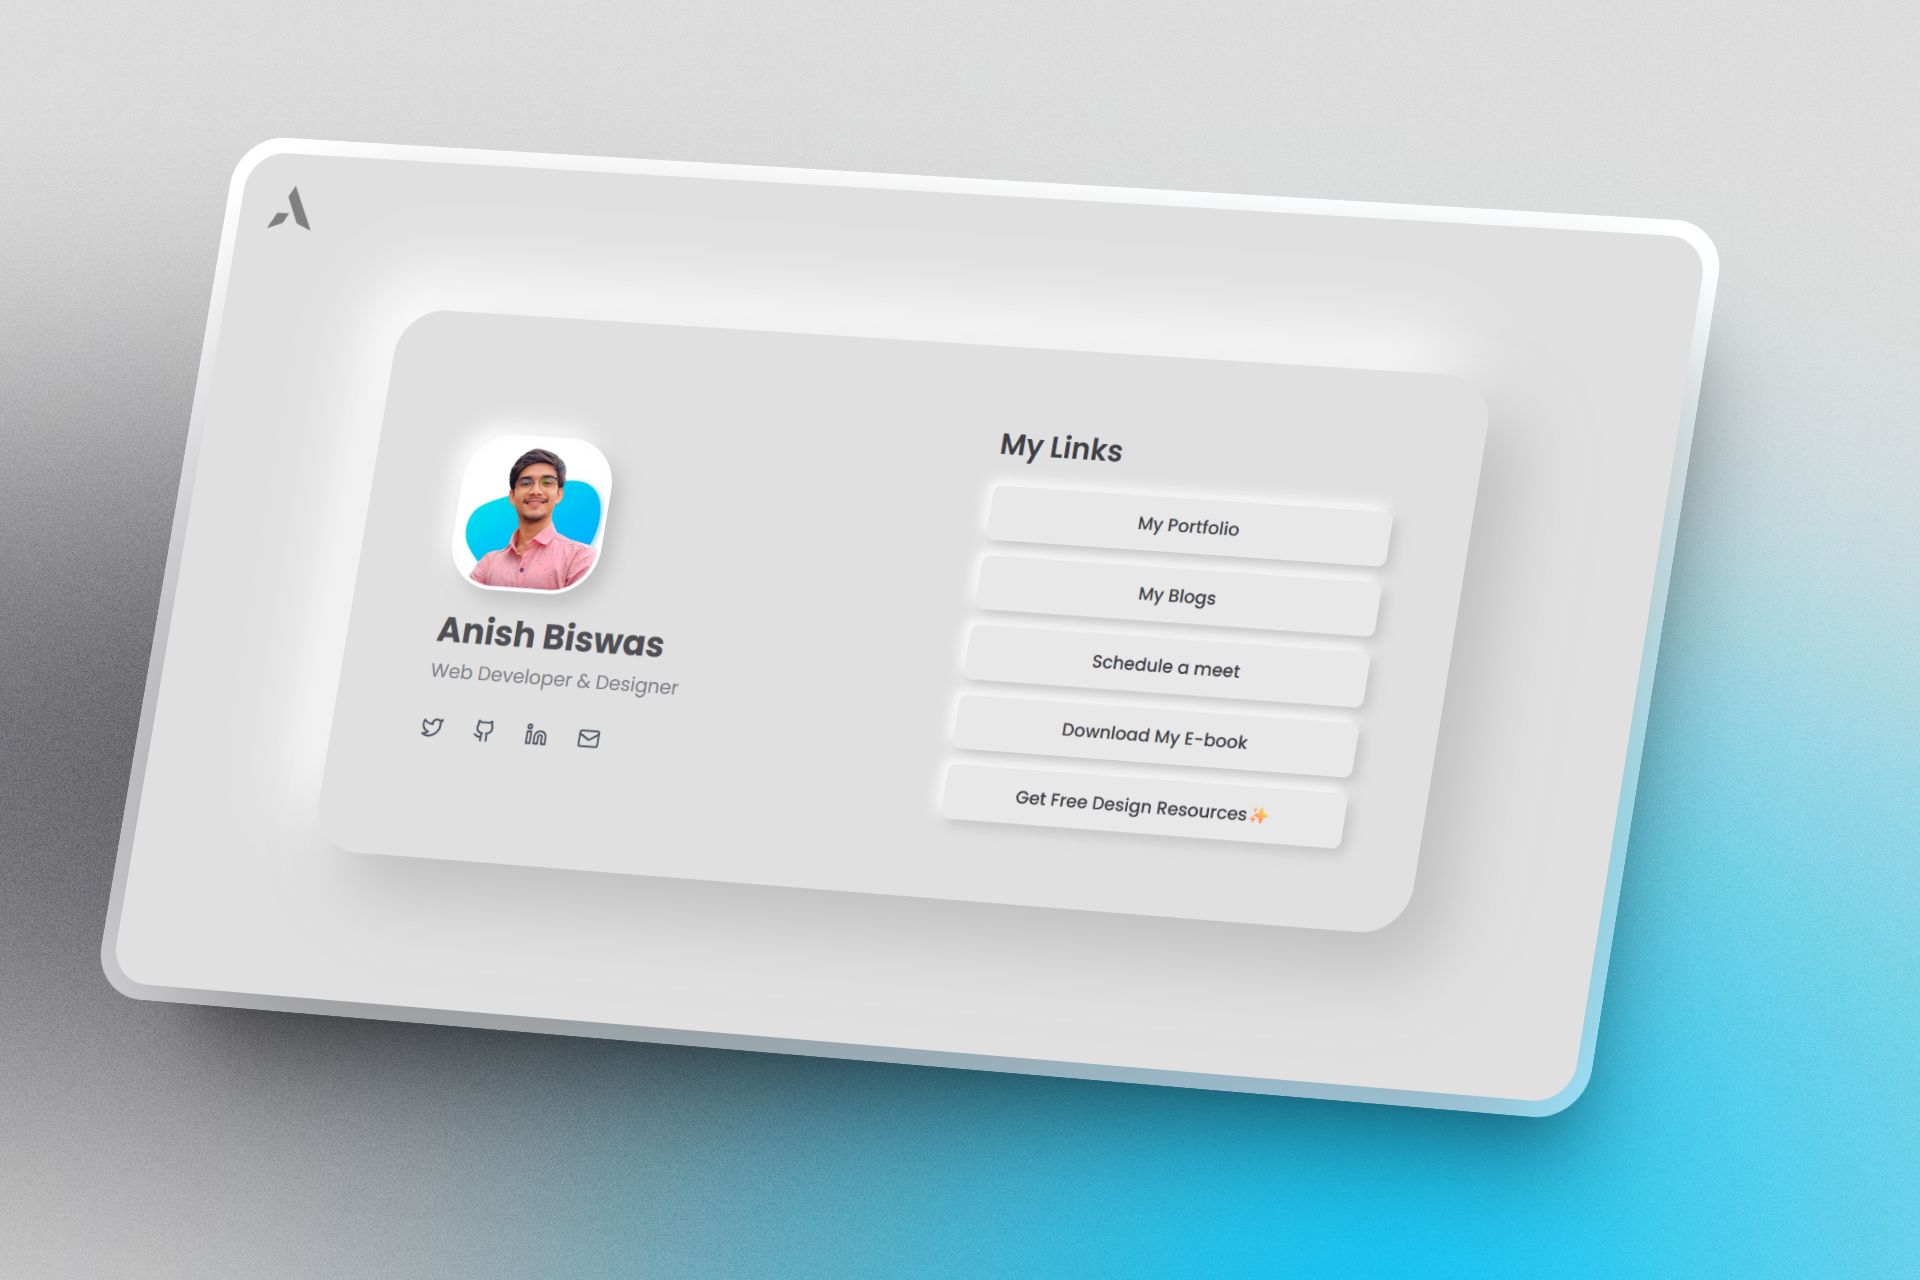 Anish Biswas
Web Developer & Designer
My Links
My Portfolio
My Blogs
Schedule a meet
Download My E-book
Get Free Design Resources✨